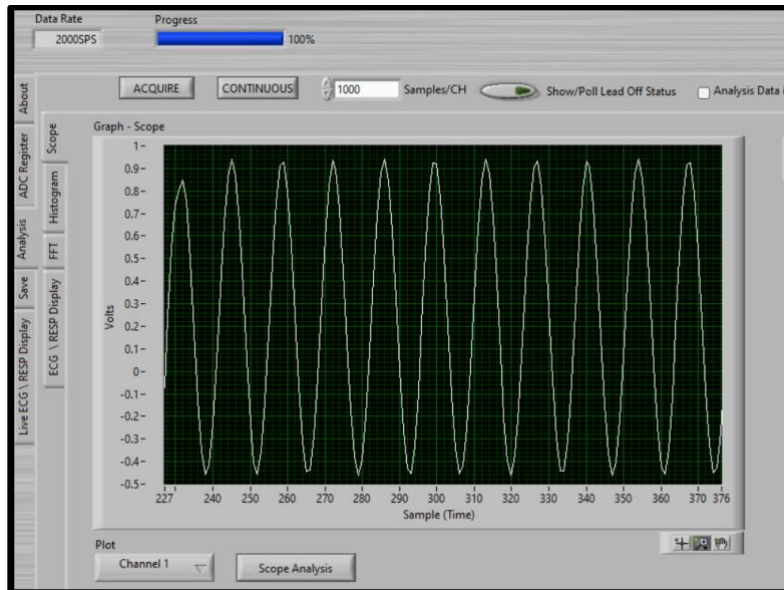 Data Rate
2000SPS
Progress
100%
ACQUIRE
CONTINUOUS
1000
Samples/CH
Show/Poll Lead Off Status
Analysis Data
About
ADC Register
Analysis
Save
Live ECG \ RESP Display
Scope
Histogram
FFT
ECG \ RESP Display
Graph - Scope
Volts
1-
0.9-
0.8-
0.7-
0.6-
0.5-
0.4-
0.3-
0.2-
0.1-
0-
-0.1-
-0.2-
-0.3-
-0.4-
-0.5-
227 240 250 260 270 280 290 300 310 320 330 340 350 360 370 376
Sample (Time)
Plot
Channel 1
Scope Analysis